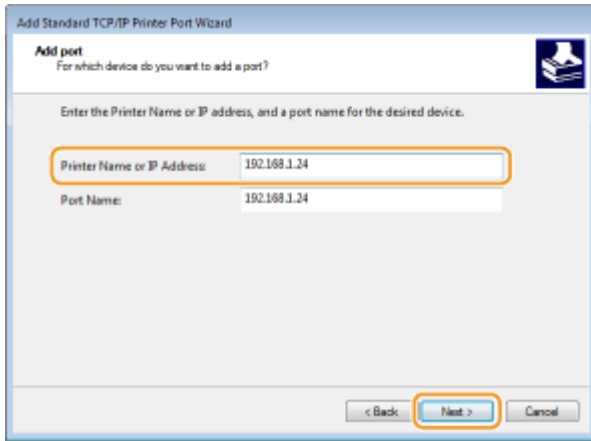 Add Standard TCP/IP Printer Port Wizard
Add port
For which device do you want to add a port?
Enter the Printer Name or IP address, and a port name for the desired device.
Printer Name or IP Address: 192.168.1.24
Port Name: 192.168.1.24
< Back Next > Cancel